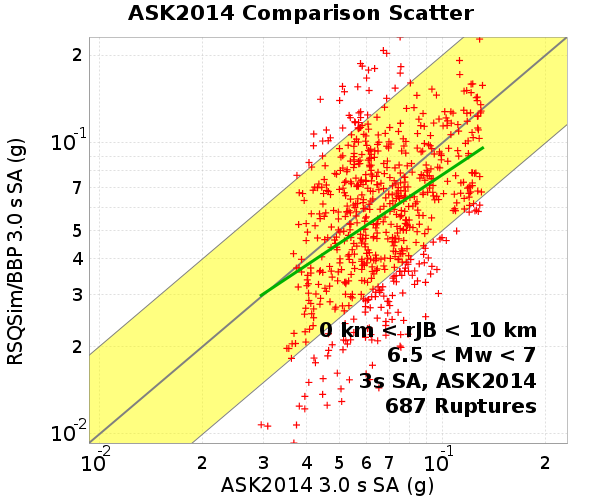 ASK2014 Comparison Scatter
RSQSim/BBP 3.0 s SA (g)
2
10-1
7
5
4
3
2
10-2
0 km < rJB < 10 km
6.5 < Mw < 7
3s SA, ASK2014
687 Ruptures
10-2 2 3 4 5 6 7 10-1 2
ASK2014 3.0 s SA (g)